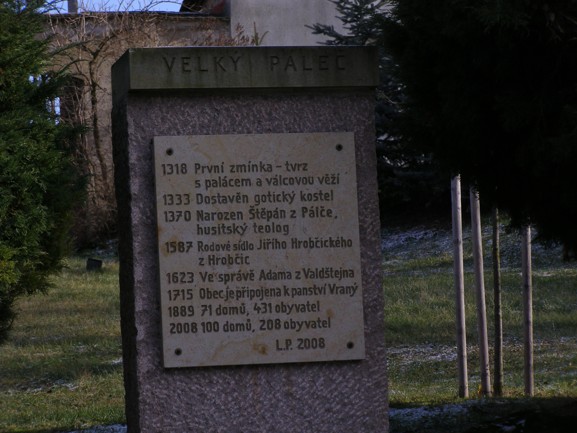 VELKÝ PALEC
1318 První zmínka - tvrz
s palácem a válcovou věží
1333 Dostavěn gotický kostel
1370 Narozen Štěpán z Pálče,
husitský teolog
1587 Rodové sídlo Jiřího Hrobčického
z Hrobčic
1623 Ve správě Adama z Valdštejna
1715 Obec je připojena k panství Vraný
1889 71 domů, 431 obyvatel
2008 100 domů, 208 obyvatel
L.P. 2008